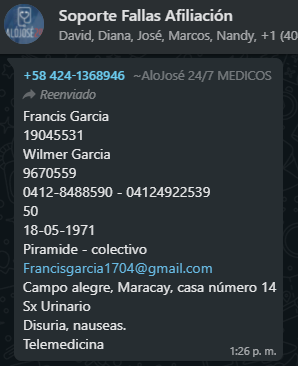 Soporte Fallas Afiliación
David, Diana, José, Marcos, Nandy, +1 (40
+58 424-1368946 ~AloJosé 24/7 MEDICOS
Reenviado
Francis Garcia
19045531
Wilmer Garcia
9670559
0412-8488590 - 04124922539
50
18-05-1971
Piramide - colectivo
Francisgarcia1704@gmail.com
Campo alegre, Maracay, casa número 14
Sx Urinario
Disuria, nauseas.
Telemedicina
1:26 p. m.